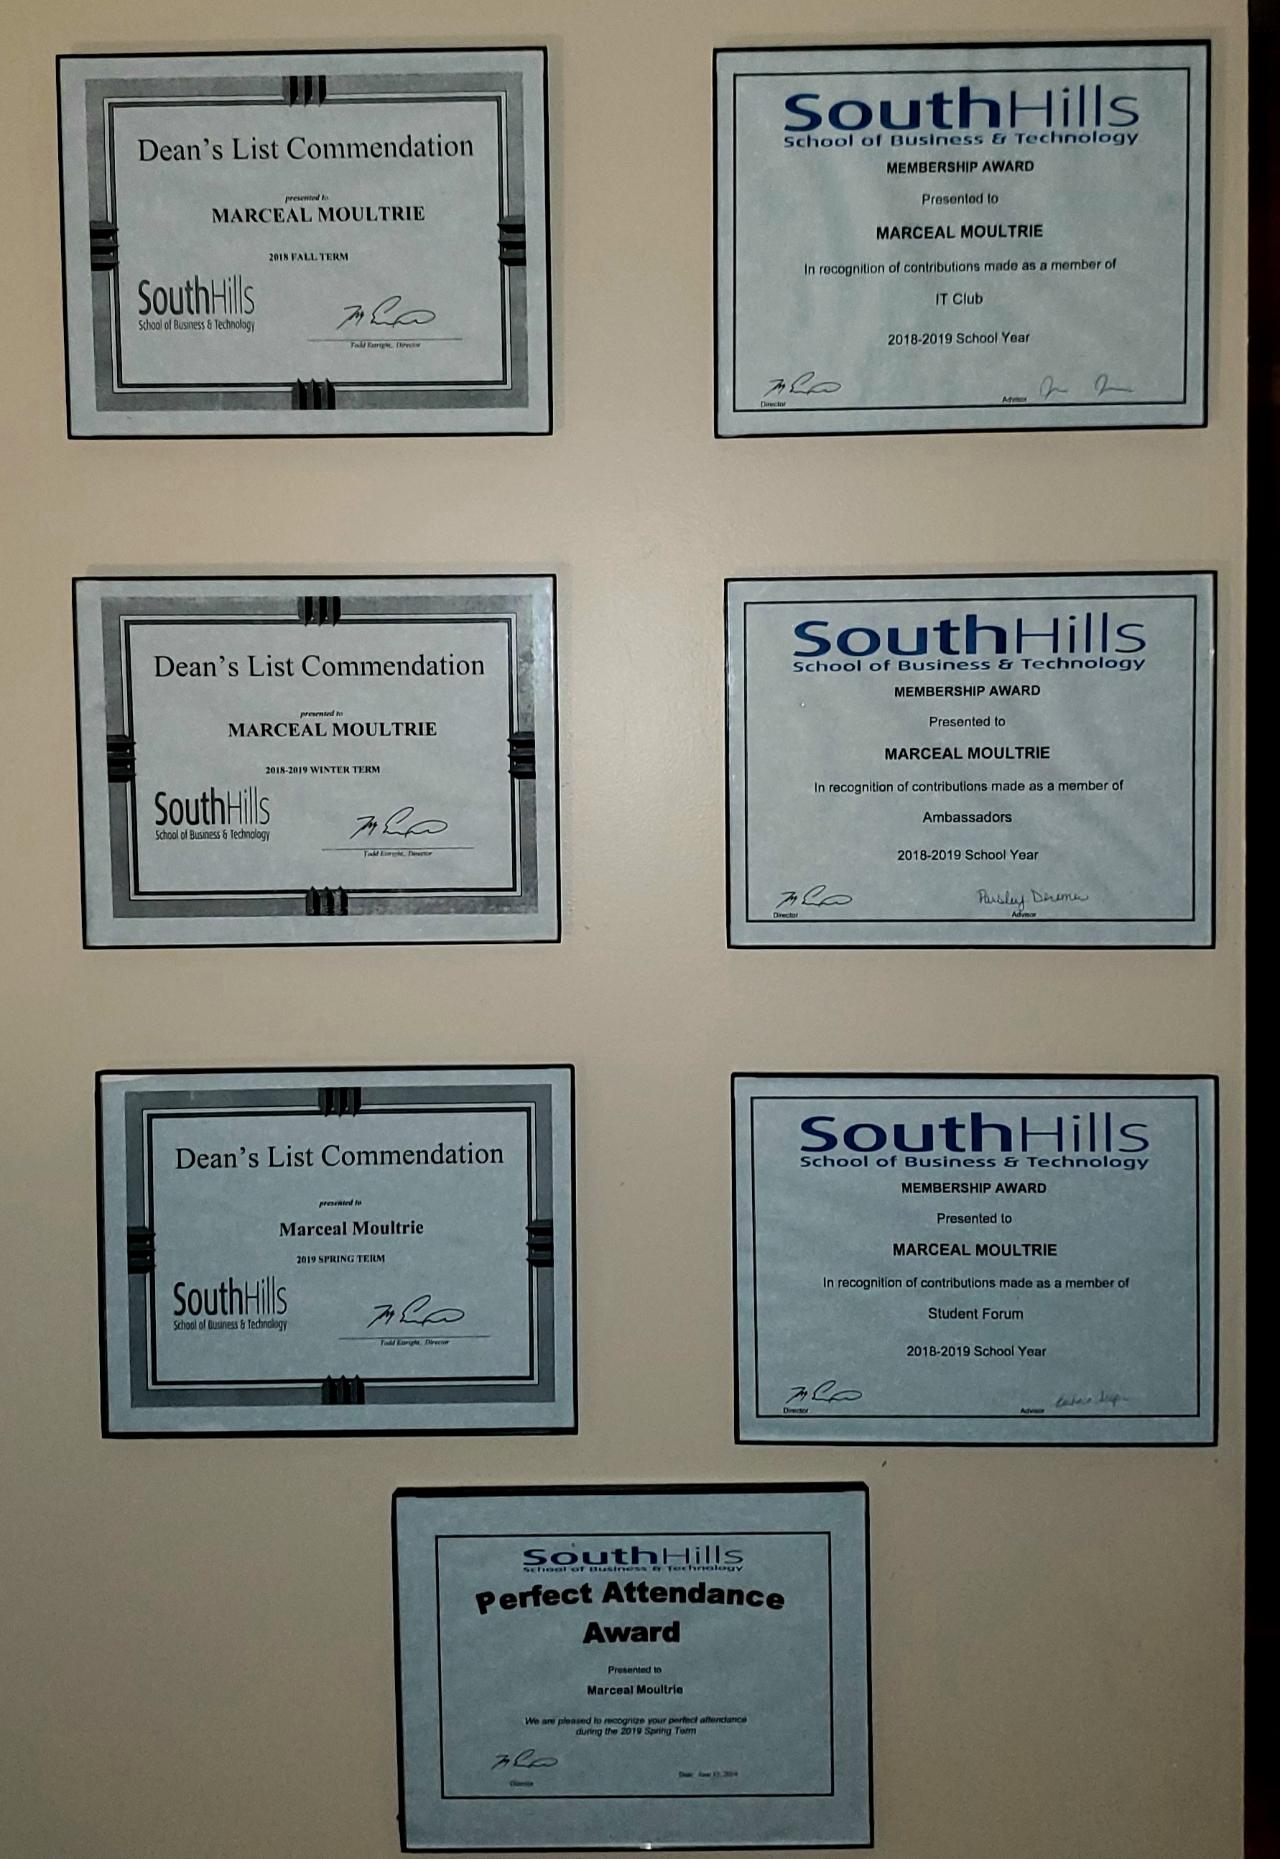 Dean's List Commendation
presented to
MARCEAL MOULTRIE
2018 FALL TERM
SouthHills
School of Business & Technology
Todd Enright, Director
SouthHills
School of Business & Technology
MEMBERSHIP AWARD
Presented to
MARCEAL MOULTRIE
In recognition of contributions made as a member of
IT Club
2018-2019 School Year
Director
Advisor
Dean's List Commendation
presented to
MARCEAL MOULTRIE
2018-2019 WINTER TERM
SouthHills
School of Business & Technology
Todd Enright, Director
SouthHills
School of Business & Technology
MEMBERSHIP AWARD
Presented to
MARCEAL MOULTRIE
In recognition of contributions made as a member of
Ambassadors
2018-2019 School Year
Director
Advisor
Dean's List Commendation
presented to
Marceal Moultrie
2019 SPRING TERM
SouthHills
School of Business & Technology
Todd Enright, Director
SouthHills
School of Business & Technology
MEMBERSHIP AWARD
Presented to
MARCEAL MOULTRIE
In recognition of contributions made as a member of
Student Forum
2018-2019 School Year
Director
Advisor
SouthHills
School of Business & Technology
Perfect Attendance
Award
Presented to
Marceal Moultrie
We are pleased to recognize your perfect attendance
during the 2019 Spring Term
Director
Date: